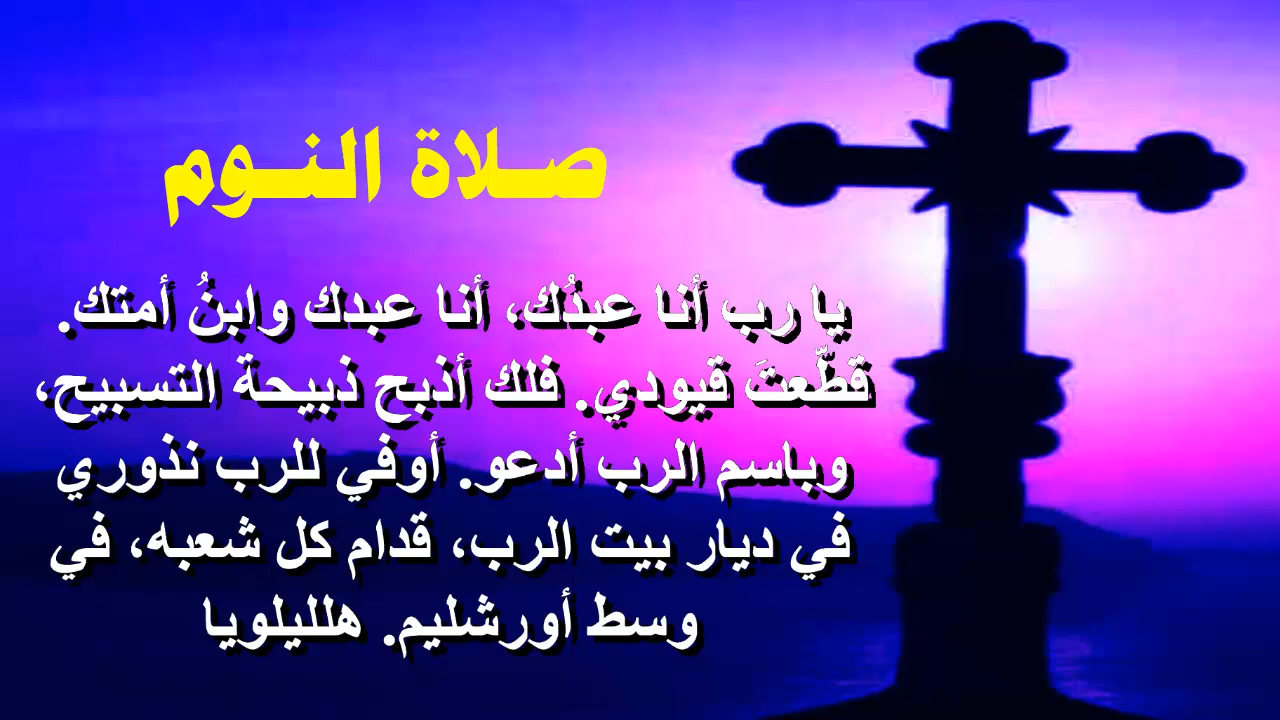 صلاة النوم
يا رب أنا عبدُك، أنا عبدك وابنُ أمتك.
قطّعتَ قيودي. فلك أذبح ذبيحة التسبيح،
وباسم الرب أدعو. أوفي للرب نذوري
في ديار بيت الرب، قدام كل شعبه، في
وسط أورشليم. هلليلويا